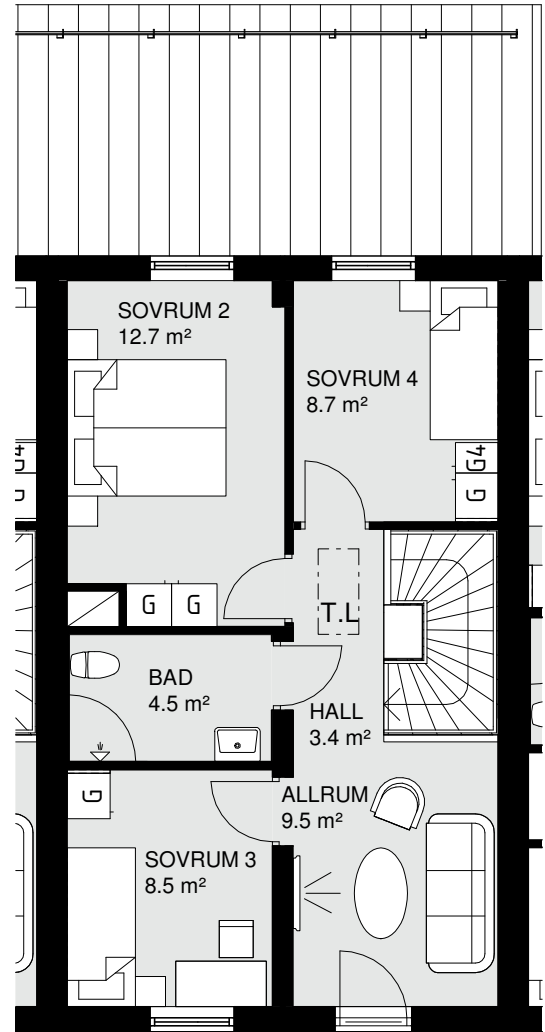 SOVRUM 2
12.7 m²
SOVRUM 4
8.7 m²
G4
G
G4
G
G
G
T.L
BAD
4.5 m²
HALL
3.4 m²
G
ALLRUM
9.5 m²
SOVRUM 3
8.5 m²